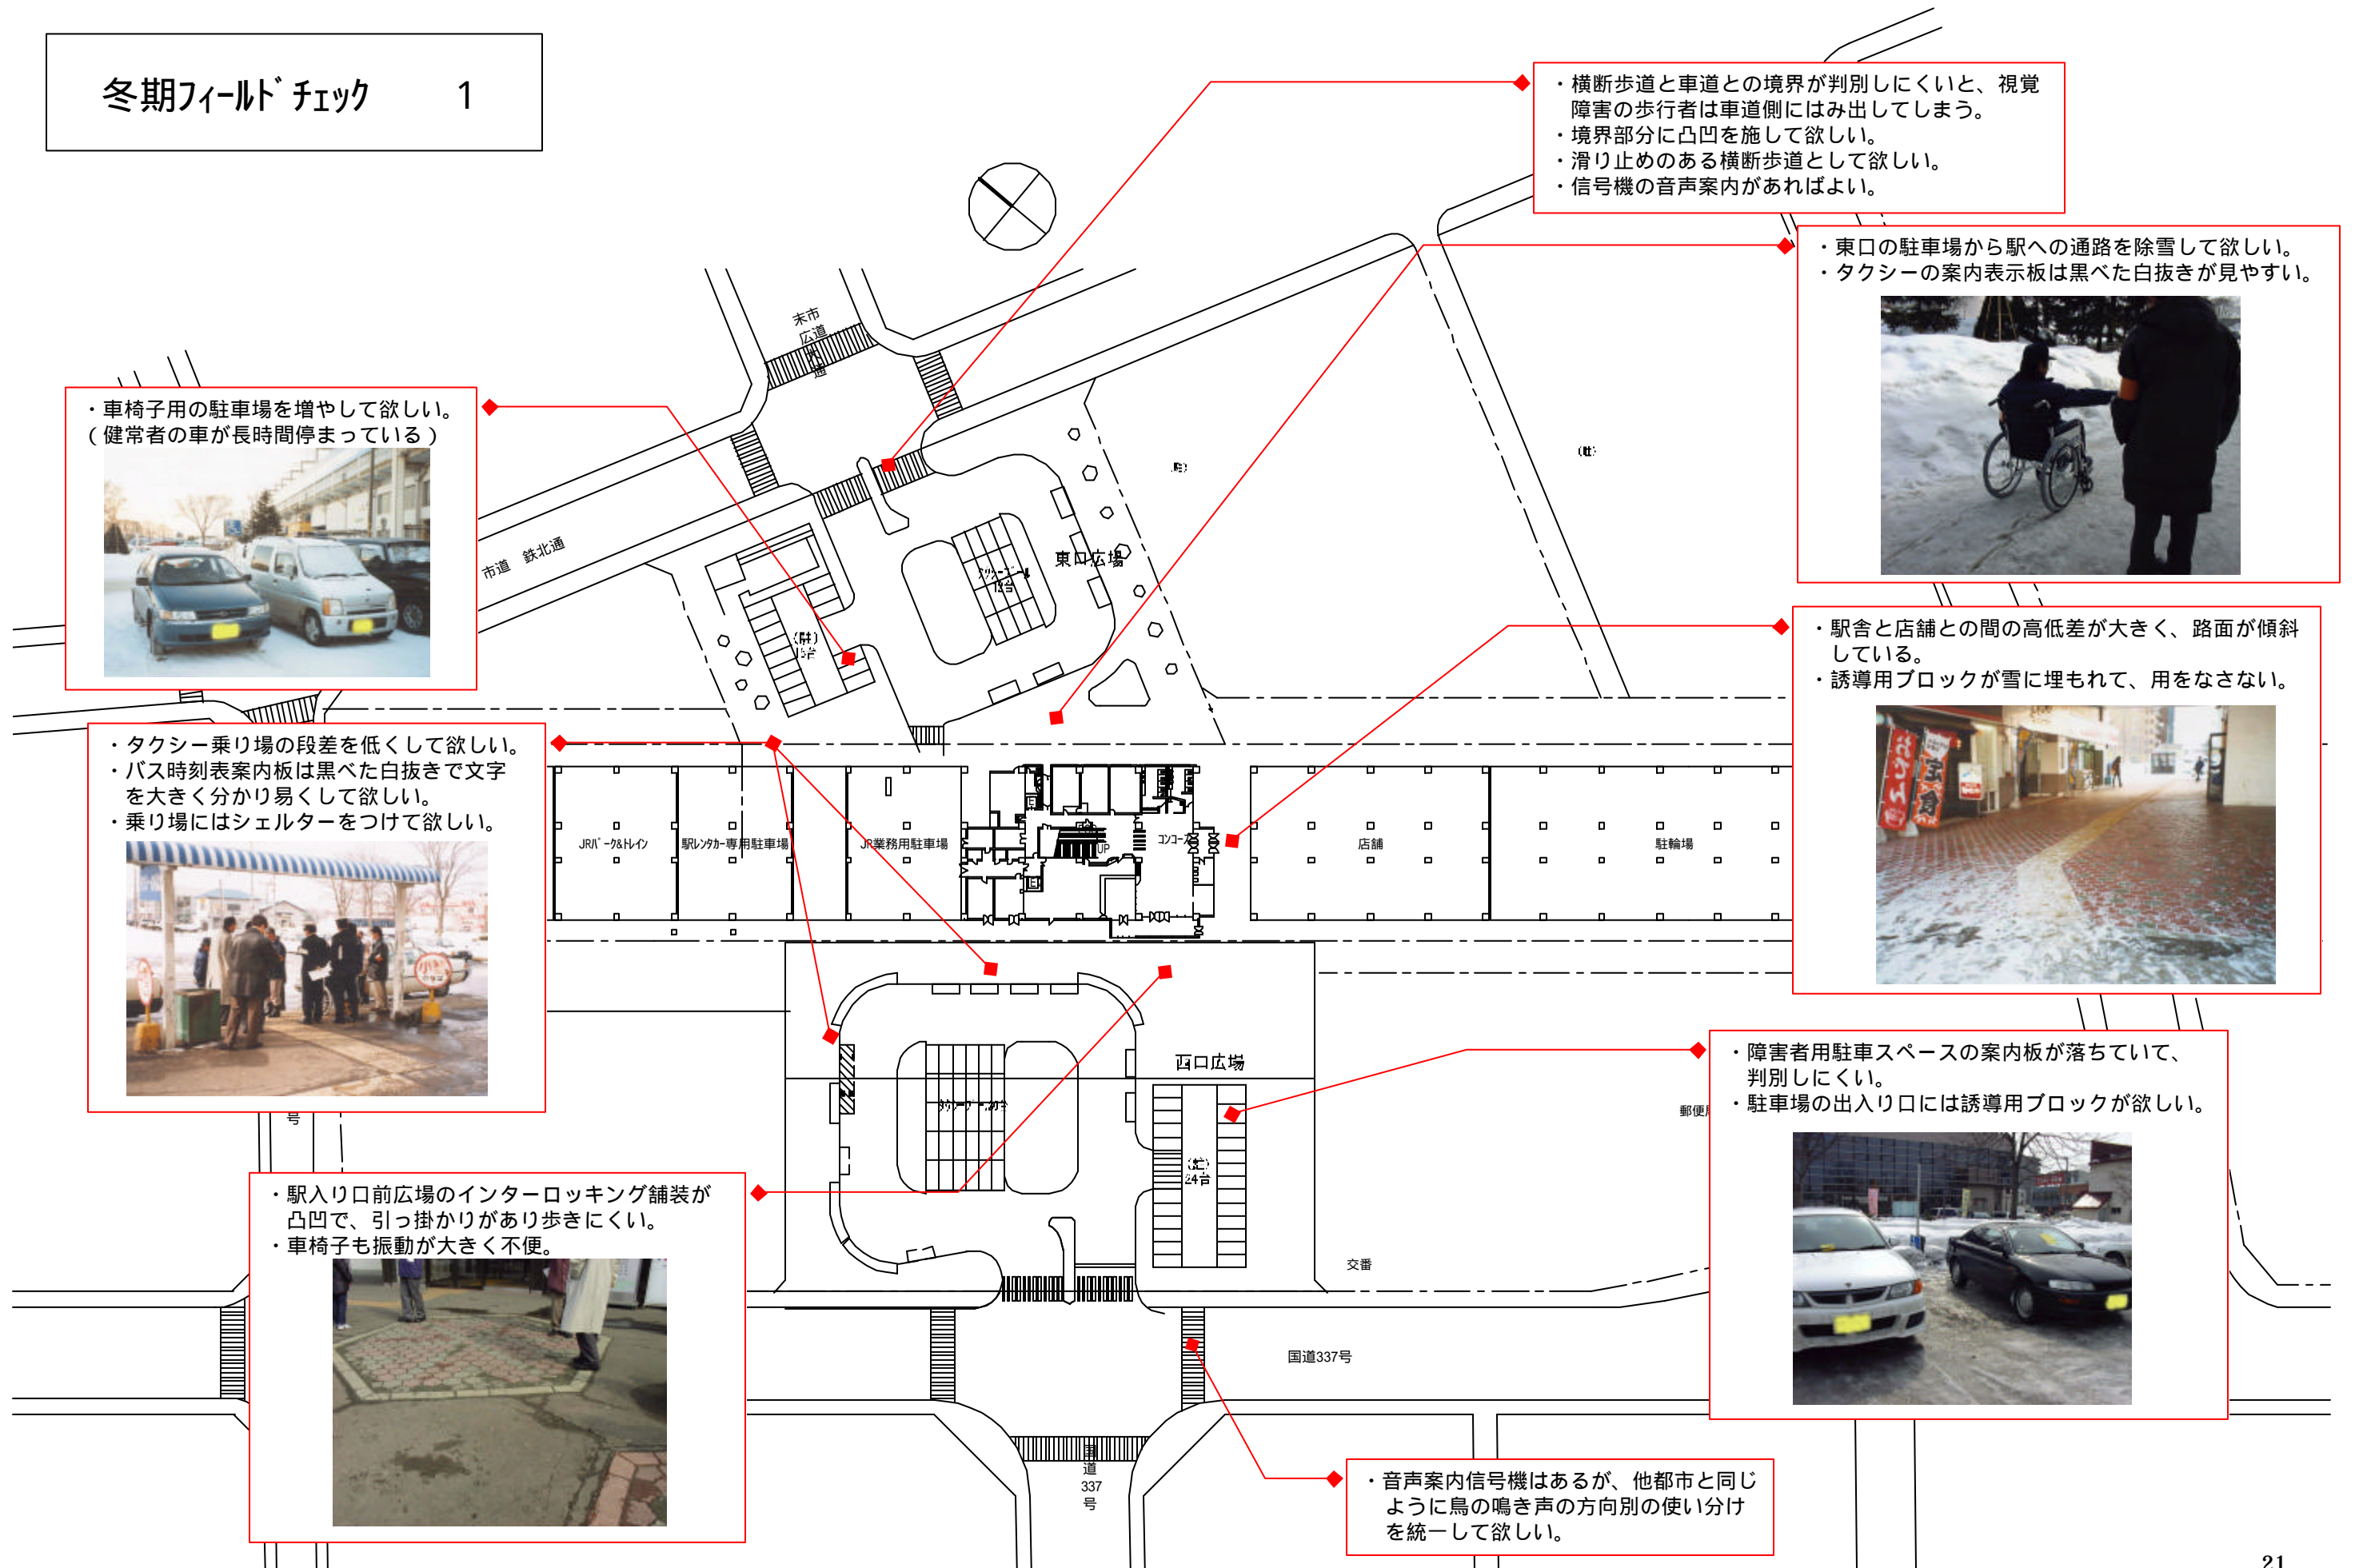 冬期フィールドチェック 1
・横断歩道と車道との境界が判別しにくいと、視覚
障害の歩行者は車道側にはみ出してしまう。
・境界部分に凸凹を施して欲しい。
・滑り止めのある横断歩道として欲しい。
・信号機の音声案内があればよい。
・東口の駐車場から駅への通路を除雪して欲しい。
・タクシーの案内表示板は黒べた白抜きが見やすい。
・車椅子用の駐車場を増やして欲しい。
(健常者の車が長時間停まっている)
市道 鉄北通
東口広場
・駅舎と店舗との間の高低差が大きく、路面が傾斜
している。
・誘導用ブロックが雪に埋もれて、用をなさない。
・タクシー乗り場の段差を低くして欲しい。
・バス時刻表案内板は黒べた白抜きで文字
を大きく分かり易くして欲しい。
・乗り場にはシェルターをつけて欲しい。
JRパーク&トレイン
駅レンタカー専用駐車場
JR業務用駐車場
UP
コンコース
店舗
駐輪場
西口広場
24台
・障害者用駐車スペースの案内板が落ちていて、
判別しにくい。
・駐車場の出入り口には誘導用ブロックが欲しい。
郵便
号
・駅入り口前広場のインターロッキング舗装が
凸凹で、引っ掛かりがあり歩きにくい。
・車椅子も振動が大きく不便。
交番
国道337号
国
道
337
号
・音声案内信号機はあるが、他都市と同じ
ように鳥の鳴き声の方向別の使い分け
を統一して欲しい。
21